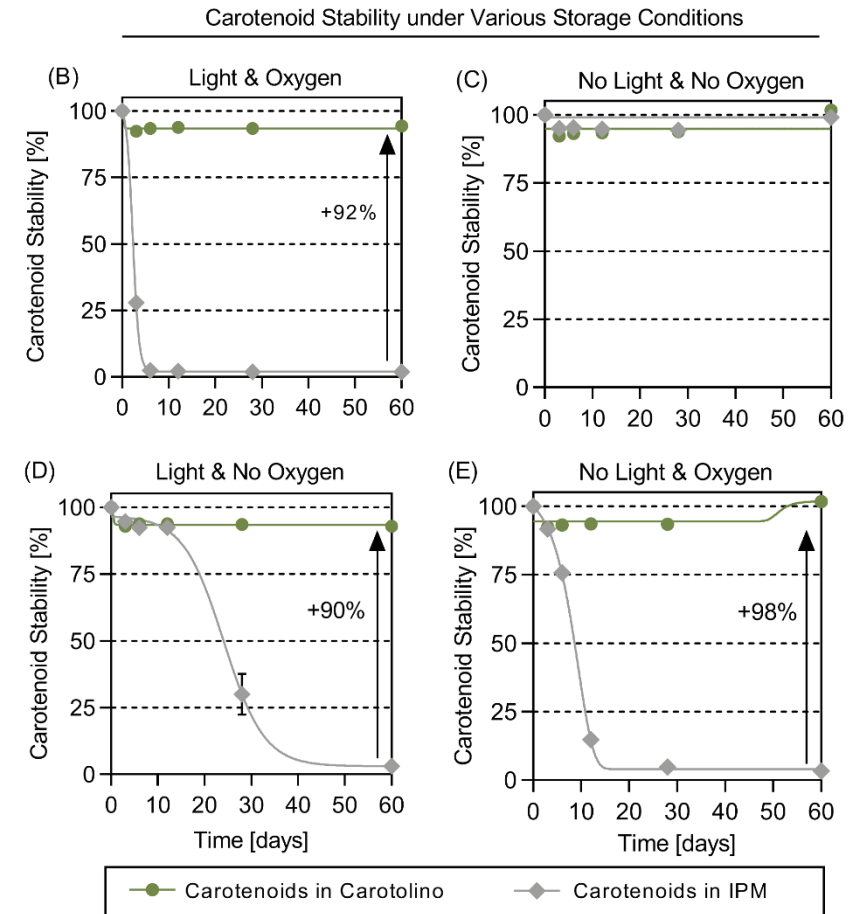 Carotenoid Stability under Various Storage Conditions
(B) Light & Oxygen
Carotenoid Stability [%]
100
75
50
25
0
+92%
0 10 20 30 40 50 60
(C) No Light & No Oxygen
Carotenoid Stability [%]
100
75
50
25
0
0 10 20 30 40 50 60
(D) Light & No Oxygen
Carotenoid Stability [%]
100
75
50
25
0
+90%
0 10 20 30 40 50 60
Time [days]
(E) No Light & Oxygen
Carotenoid Stability [%]
100
75
50
25
0
+98%
0 10 20 30 40 50 60
Time [days]
Carotenoids in Carotolino Carotenoids in IPM